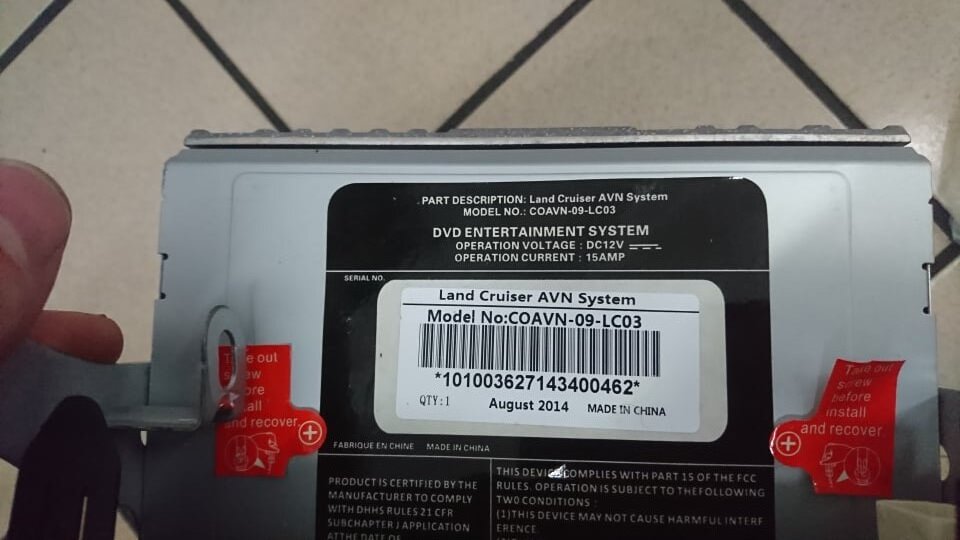 PART DESCRIPTION: Land Cruiser AVN System
MODEL NO.: COAVN-09-LC03
DVD ENTERTAINMENT SYSTEM
OPERATION VOLTAGE : DC12V
OPERATION CURRENT : 15AMP
SERIAL NO.
Land Cruiser AVN System
Model No:COAVN-09-LC03
*101003627143400462*
QTY:1 August 2014 MADE IN CHINA
FABRIQUE EN CHINE MADE IN CHINA
PRODUCT IS CERTIFIED BY THE
MANUFACTURER TO COMPLY
WITH DHHS RULES 21 CFR
SUBCHAPTER J APPLICATION
AT THE DATE OF
THIS DEVICE COMPLIES WITH PART 15 OF THE FCC
RULES. OPERATION IS SUBJECT TO THEFOLLOWING
TWO CONDITIONS :
(1)THIS DEVICE MAY NOT CAUSE HARMFUL INTERF
ERENCE.
out
install
and recover.
Take out
screw
before
install
and recover